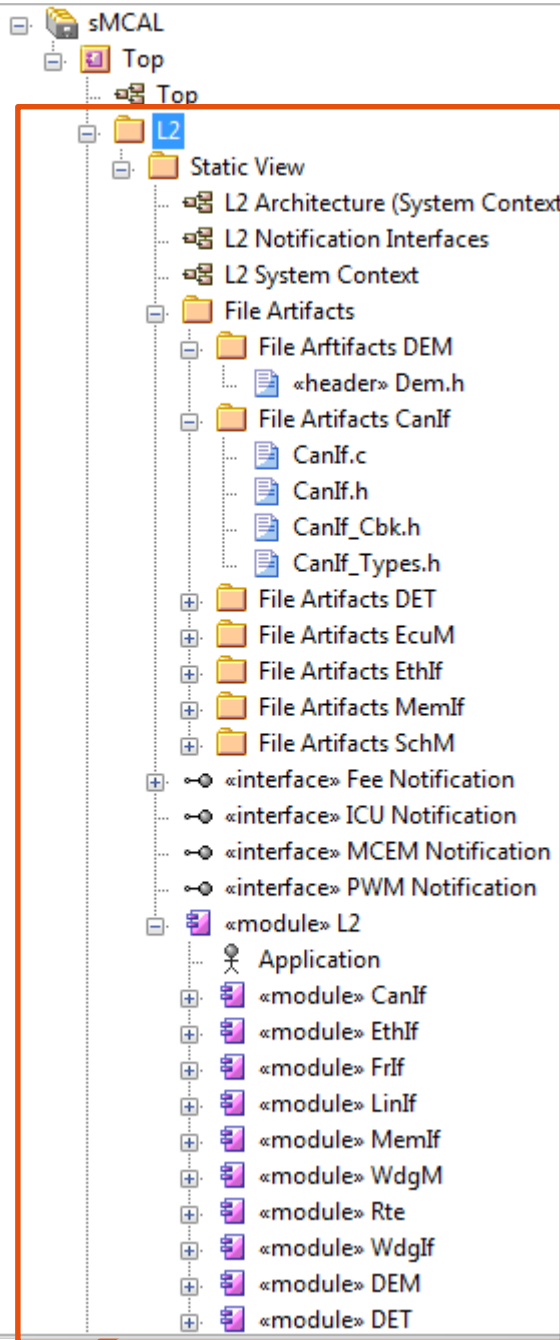 sMCAL
Top
Top
L2
Static View
L2 Architecture (System Context
L2 Notification Interfaces
L2 System Context
File Artifacts
File Arftifacts DEM
«header» Dem.h
File Artifacts CanIf
CanIf.c
CanIf.h
CanIf_Cbk.h
CanIf_Types.h
File Artifacts DET
File Artifacts EcuM
File Artifacts EthIf
File Artifacts MemIf
File Artifacts SchM
«interface» Fee Notification
«interface» ICU Notification
«interface» MCEM Notification
«interface» PWM Notification
«module» L2
Application
«module» CanIf
«module» EthIf
«module» FrIf
«module» LinIf
«module» MemIf
«module» WdgM
«module» Rte
«module» WdgIf
«module» DEM
«module» DET